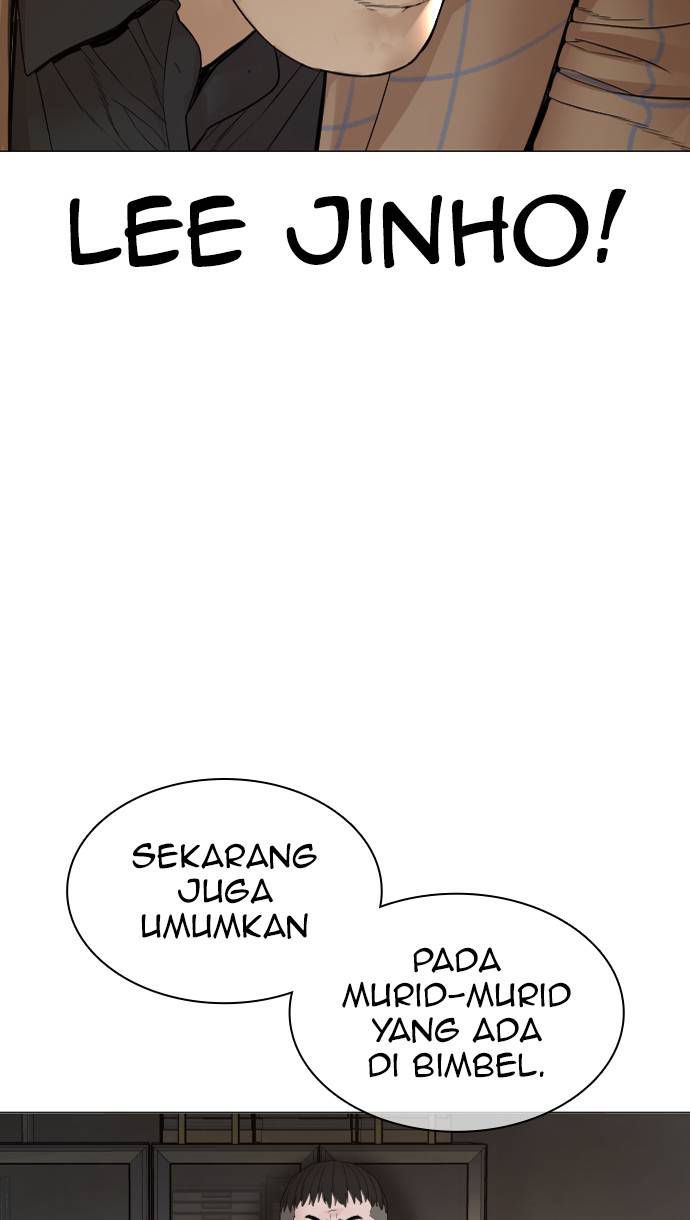 LEE JINHO!
SEKARANG
JUGA
UMUMKAN
PADA
MURID-MURID
YANG ADA
DI BIMBEL.